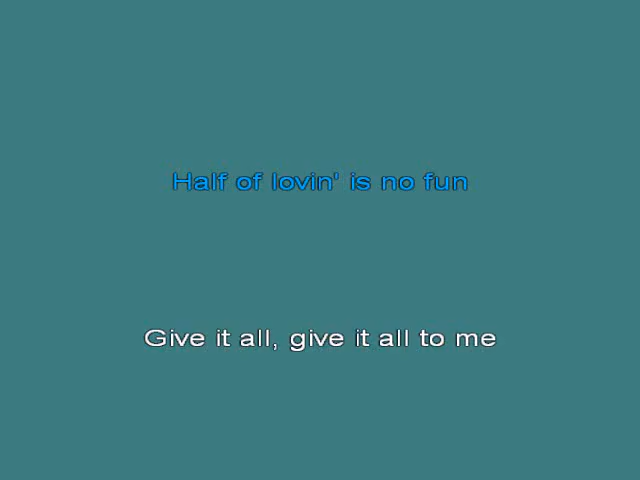 Half of lovin' is no fun
Give it all, give it all to me